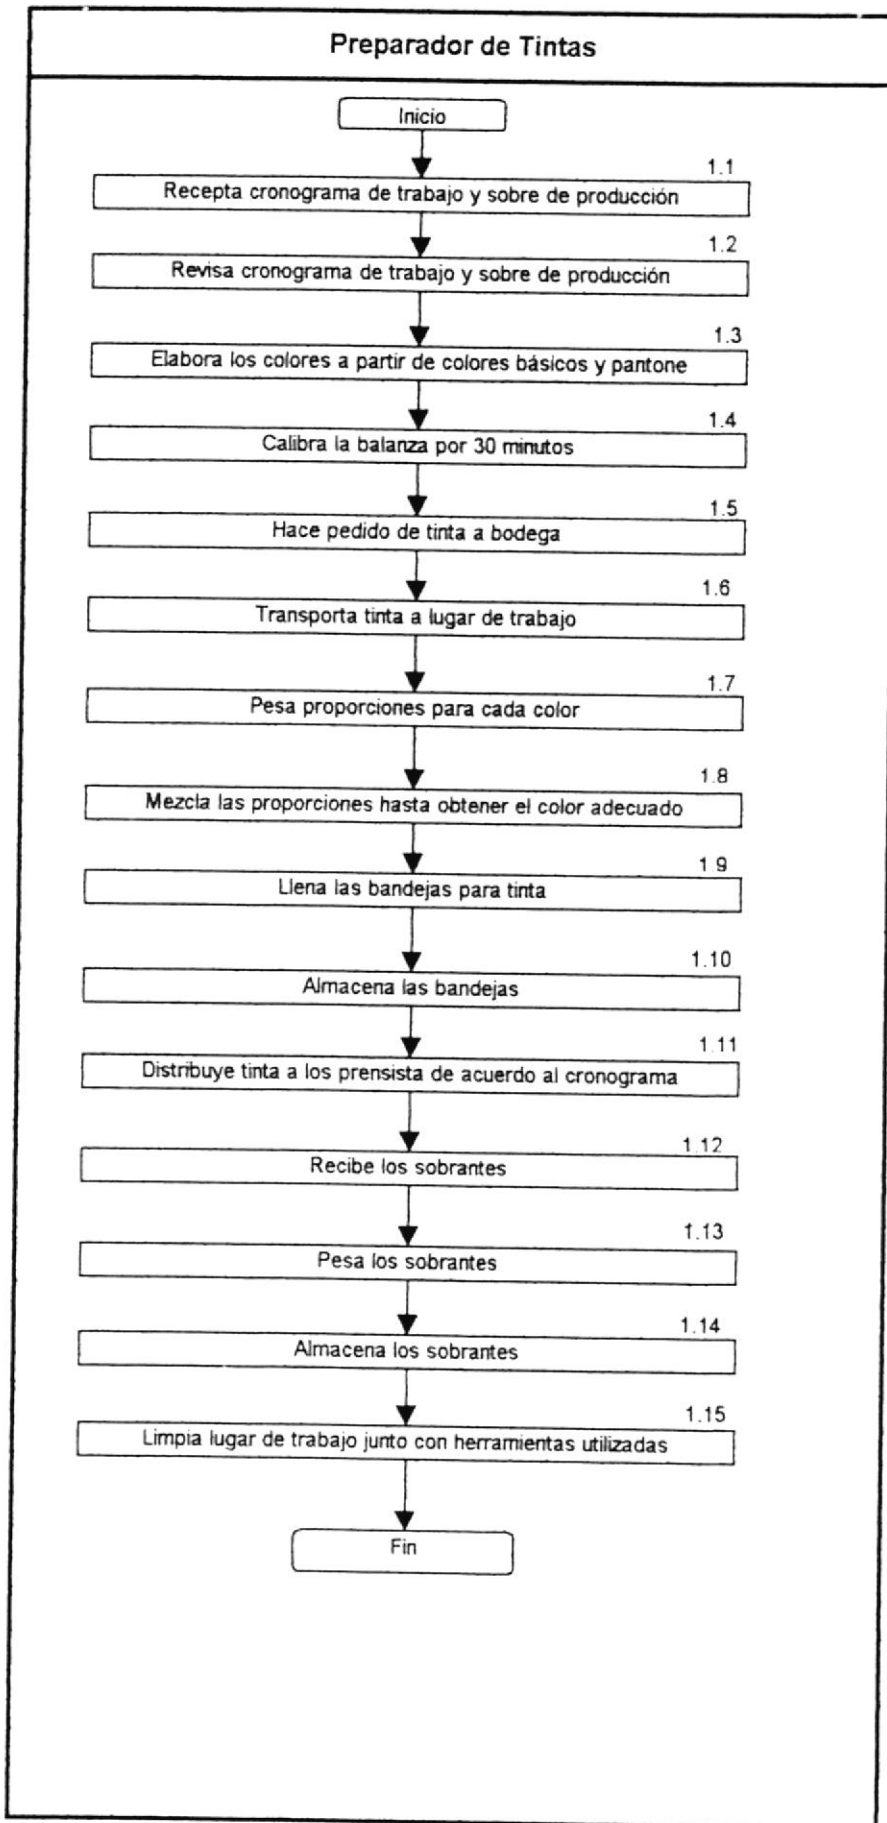 Preparador de Tintas
Inicio
1.1
Recepta cronograma de trabajo y sobre de producción
1.2
Revisa cronograma de trabajo y sobre de producción
1.3
Elabora los colores a partir de colores básicos y pantone
1.4
Calibra la balanza por 30 minutos
1.5
Hace pedido de tinta a bodega
1.6
Transporta tinta a lugar de trabajo
1.7
Pesa proporciones para cada color
1.8
Mezcla las proporciones hasta obtener el color adecuado
1.9
Llena las bandejas para tinta
1.10
Almacena las bandejas
1.11
Distribuye tinta a los prensista de acuerdo al cronograma
1.12
Recibe los sobrantes
1.13
Pesa los sobrantes
1.14
Almacena los sobrantes
1.15
Limpia lugar de trabajo junto con herramientas utilizadas
Fin